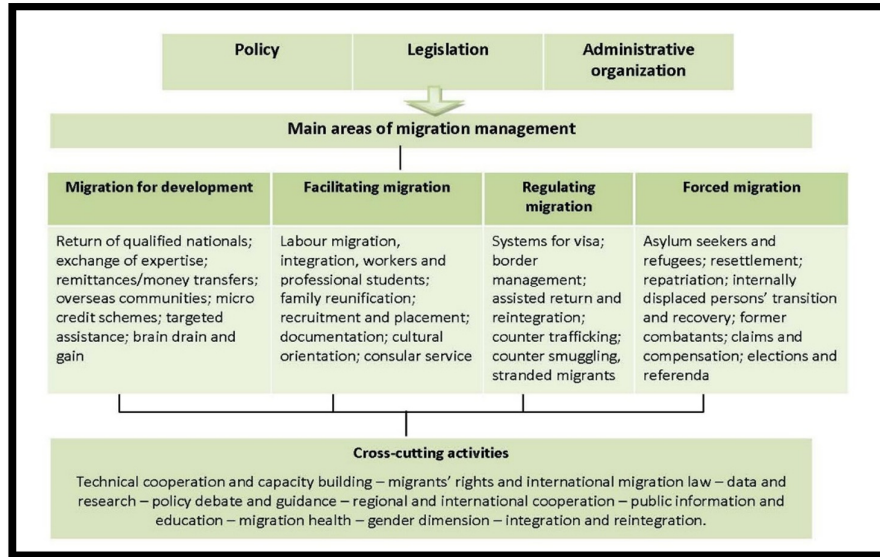 Policy
Legislation
Administrative
organization
Main areas of migration management
Migration for development
Return of qualified nationals;
exchange of expertise;
remittances/money transfers;
overseas communities; micro
credit schemes; targeted
assistance; brain drain and
gain
Facilitating migration
Labour migration,
integration, workers and
professional students;
family reunification;
recruitment and placement;
documentation; cultural
orientation; consular service
Regulating
migration
Systems for visa;
border
management;
assisted return and
reintegration;
counter trafficking;
counter smuggling,
stranded migrants
Forced migration
Asylum seekers and
refugees; resettlement;
repatriation; internally
displaced persons' transition
and recovery; former
combatants; claims and
compensation; elections and
referenda
Cross-cutting activities
Technical cooperation and capacity building – migrants' rights and international migration law – data and
research – policy debate and guidance – regional and international cooperation – public information and
education – migration health – gender dimension – integration and reintegration.